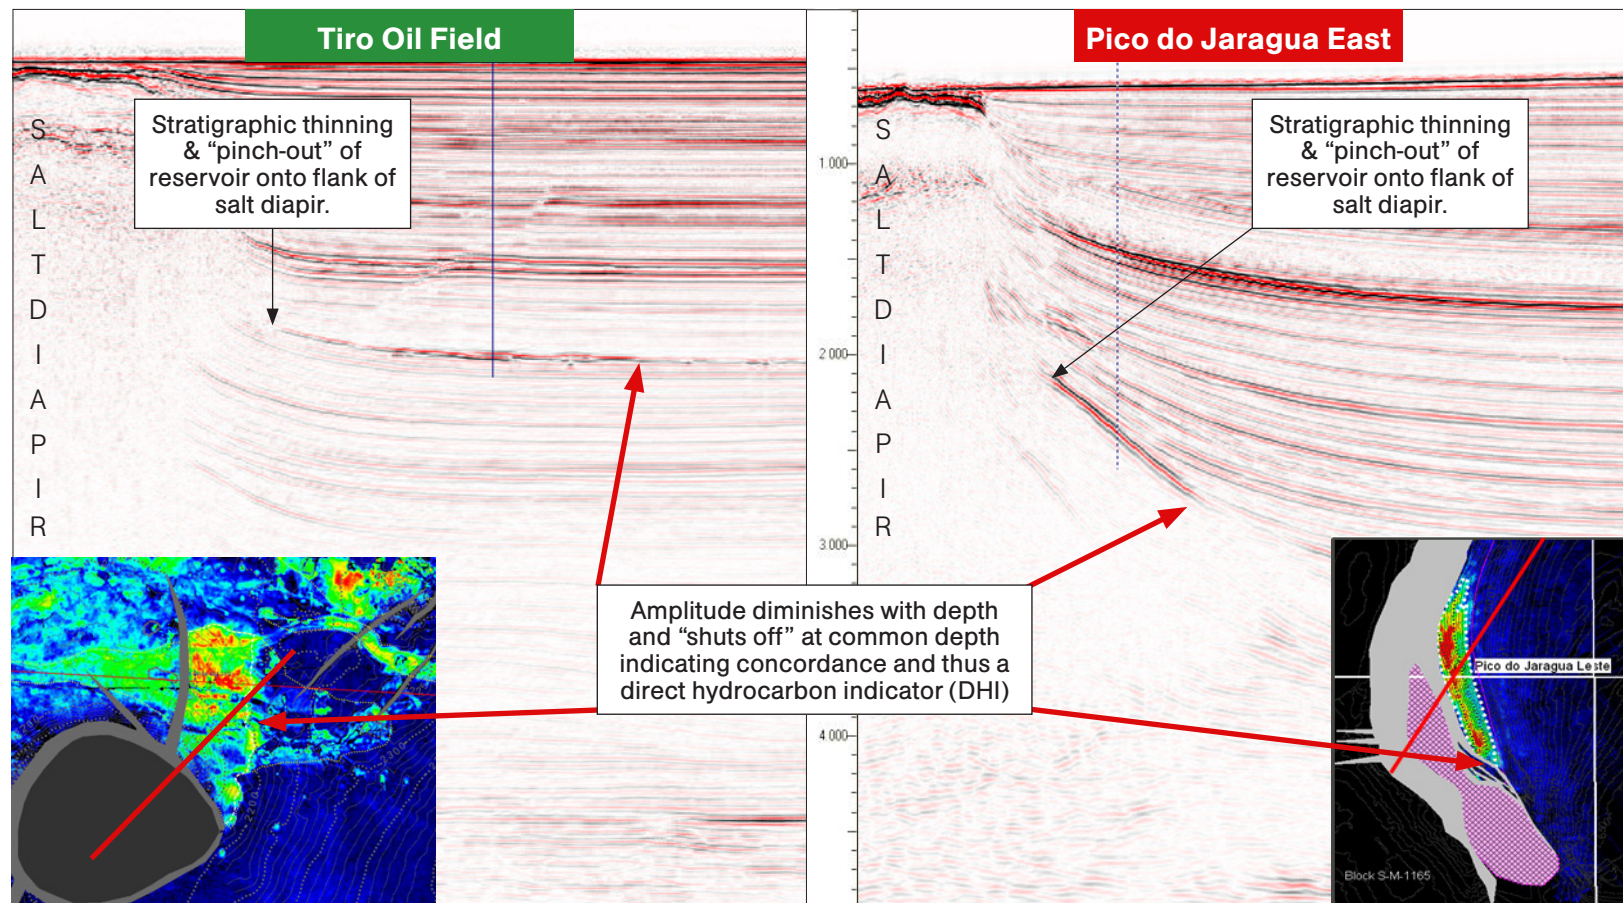 Tiro Oil Field
Pico do Jaragua East
Stratigraphic thinning
& “pinch-out” of
reservoir onto flank of
salt diapir.
Stratigraphic thinning
& “pinch-out” of
reservoir onto flank of
salt diapir.
S
A
L
T
D
I
A
P
I
R
1 000
2 000
3 000
4 000
S
A
L
T
D
I
A
P
I
R
Amplitude diminishes with depth
and “shuts off” at common depth
indicating concordance and thus a
direct hydrocarbon indicator (DHI)
2200
Pico do Jaragua Leste
Block S-M-1165